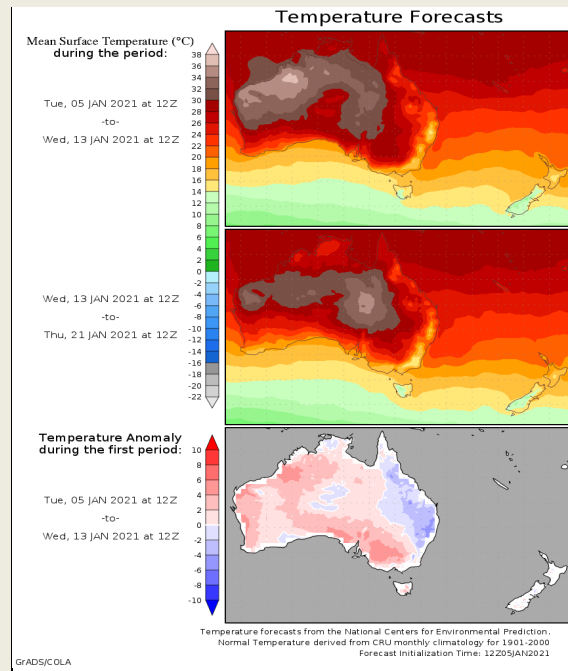 Temperature Forecasts
Mean Surface Temperature (°C)
during the period:
Tue, 05 JAN 2021 at 12Z
-to-
Wed, 13 JAN 2021 at 12Z
38
36
34
32
30
28
26
24
22
20
18
16
14
12
10
8
6
4
2
0
-2
-4
-6
-8
-10
-12
-14
-16
-18
-20
-22
Wed, 13 JAN 2021 at 12Z
-to-
Thu, 21 JAN 2021 at 12Z
Temperature Anomaly
during the first period:
Tue, 05 JAN 2021 at 12Z
-to-
Wed, 13 JAN 2021 at 12Z
10
8
6
4
2
0
-2
-4
-6
-8
-10
Temperature forecasts from the National Centers for Environmental Prediction.
Normal Temperature derived from CRU monthly climatology for 1901-2000
Forecast Initialization Time: 12Z05JAN2021
GrADS/COLA